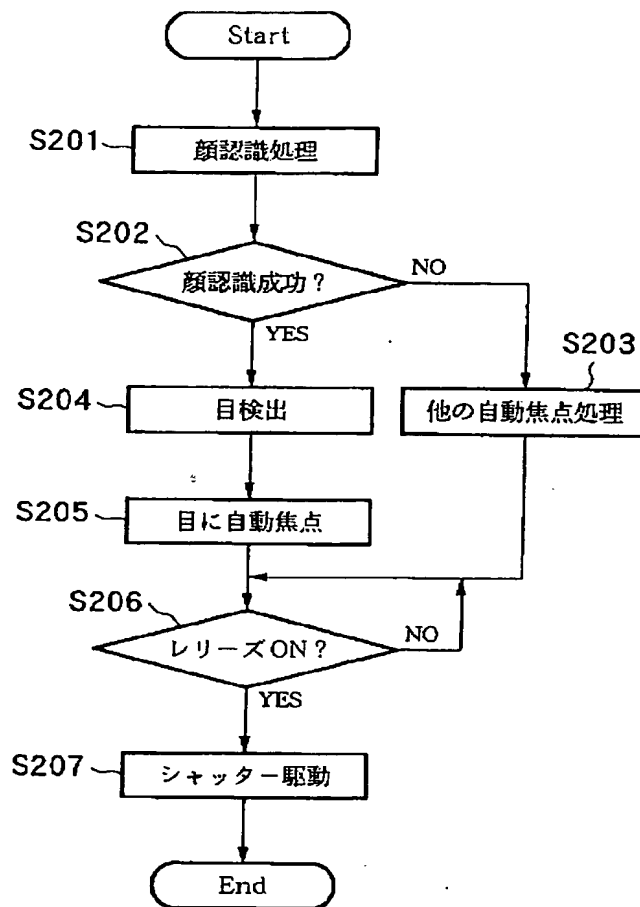 Start
S201
顔認識処理
S202
顔認識成功?
NO
YES
S203
S204
目検出
他の自動焦点処理
S205
目に自動焦点
S206
レリーズON?
NO
YES
S207
シャッター駆動
End